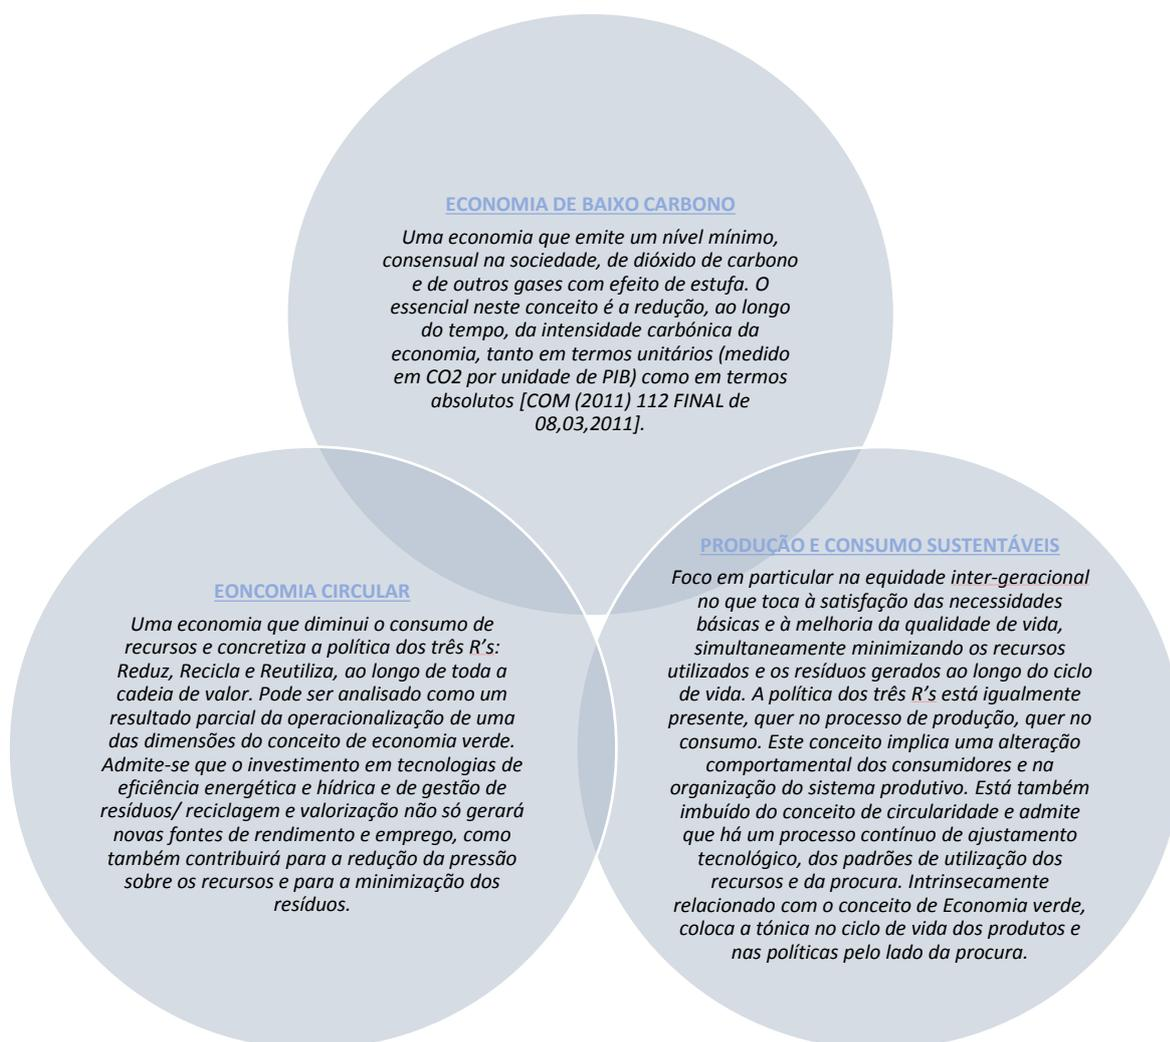 ECONOMIA DE BAIXO CARBONO
Uma economia que emite um nível mínimo,
consensual na sociedade, de dióxido de carbono
e de outros gases com efeito de estufa. O
essencial neste conceito é a redução, ao longo
do tempo, da intensidade carbónica da
economia, tanto em termos unitários (medido
em CO2 por unidade de PIB) como em termos
absolutos [COM (2011) 112 FINAL de
08,03,2011].
EONCOMIA CIRCULAR
Uma economia que diminui o consumo de
recursos e concretiza a política dos três R’s:
Reduz, Recicla e Reutiliza, ao longo de toda a
cadeia de valor. Pode ser analisado como um
resultado parcial da operacionalização de uma
das dimensões do conceito de economia verde.
Admite-se que o investimento em tecnologias de
eficiência energética e hídrica e de gestão de
resíduos/ reciclagem e valorização não só gerará
novas fontes de rendimento e emprego, como
também contribuirá para a redução da pressão
sobre os recursos e para a minimização dos
resíduos.
PRODUÇÃO E CONSUMO SUSTENTÁVEIS
Foco em particular na equidade inter-geracional
no que toca à satisfação das necessidades
básicas e à melhoria da qualidade de vida,
simultaneamente minimizando os recursos
utilizados e os resíduos gerados ao longo do ciclo
de vida. A política dos três R’s está igualmente
presente, quer no processo de produção, quer no
consumo. Este conceito implica uma alteração
comportamental dos consumidores e na
organização do sistema produtivo. Está também
imbuído do conceito de circularidade e admite
que há um processo contínuo de ajustamento
tecnológico, dos padrões de utilização dos
recursos e da procura. Intrinsecamente
relacionado com o conceito de Economia verde,
coloca a tónica no ciclo de vida dos produtos e
nas políticas pelo lado da procura.